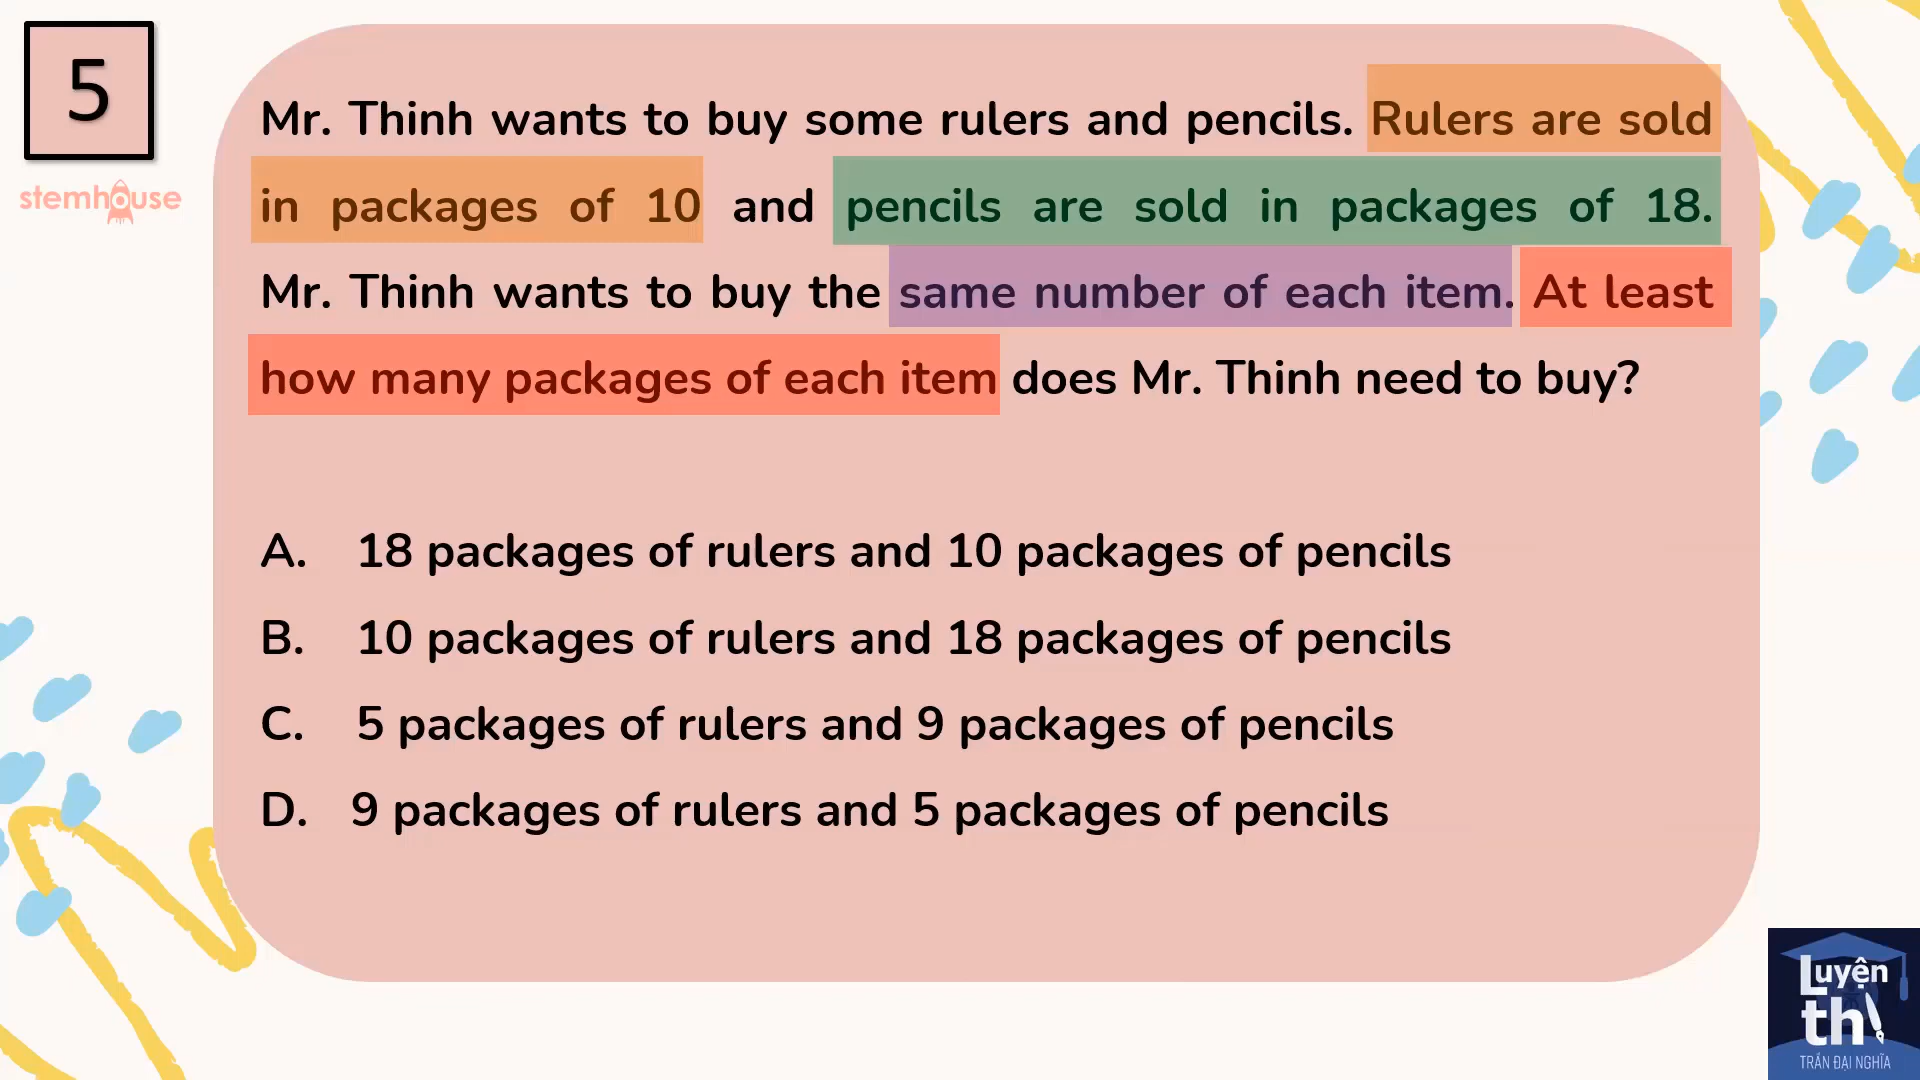 5
stemhouse
Mr. Thinh wants to buy some rulers and pencils. Rulers are sold
in packages of 10 and pencils are sold in packages of 18.
Mr. Thinh wants to buy the same number of each item. At least
how many packages of each item does Mr. Thinh need to buy?
A. 18 packages of rulers and 10 packages of pencils
B. 10 packages of rulers and 18 packages of pencils
C. 5 packages of rulers and 9 packages of pencils
D. 9 packages of rulers and 5 packages of pencils
Luyện
thi
TRẦN ĐẠI NGHĨA